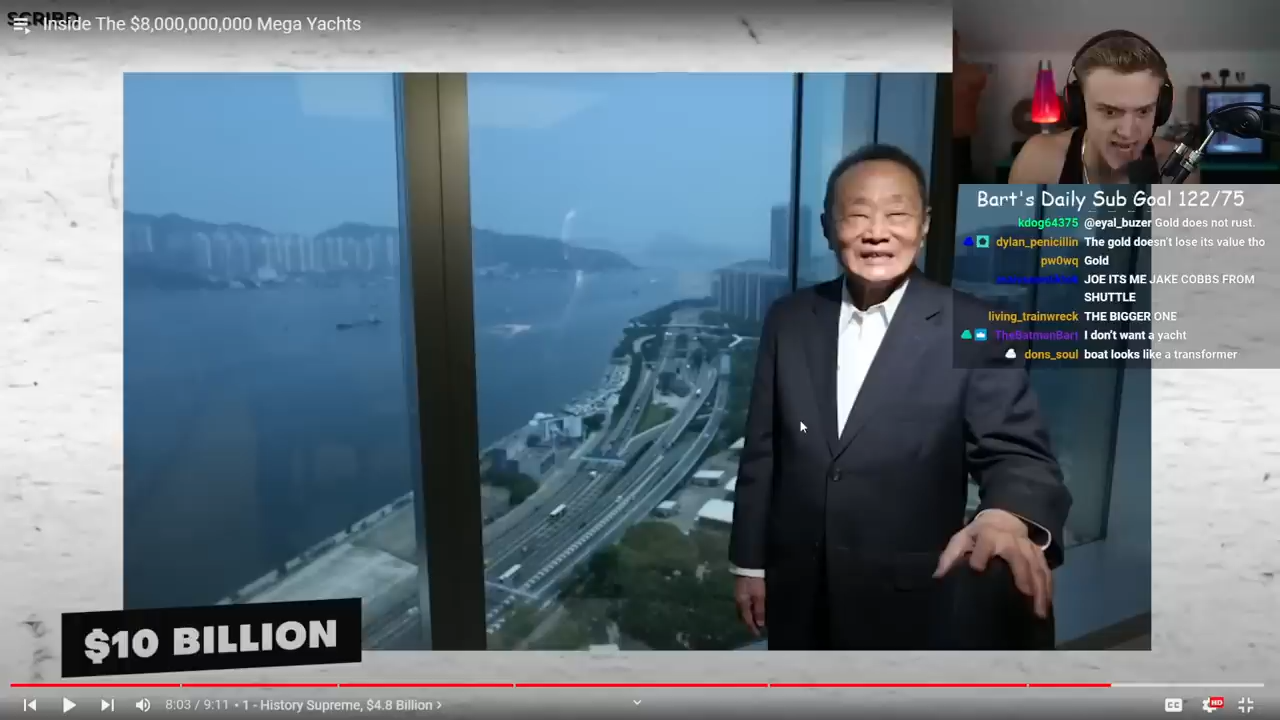 Inside The $8,000,000,000 Mega Yachts
Bart's Daily Sub Goal 122/75
kdog64375 @eyal_buzer Gold does not rust.
dylan_penicillin The gold doesn't lose its value tho
pw0wq Gold
JOE ITS ME JAKE COBBS FROM
SHUTTLE
living_trainwreck THE BIGGER ONE
TheBatmanBart I don't want a yacht
dons_soul boat looks like a transformer
$10 BILLION
8:03 / 9:11 • 1 - History Supreme, $4.8 Billion >
CC
HD